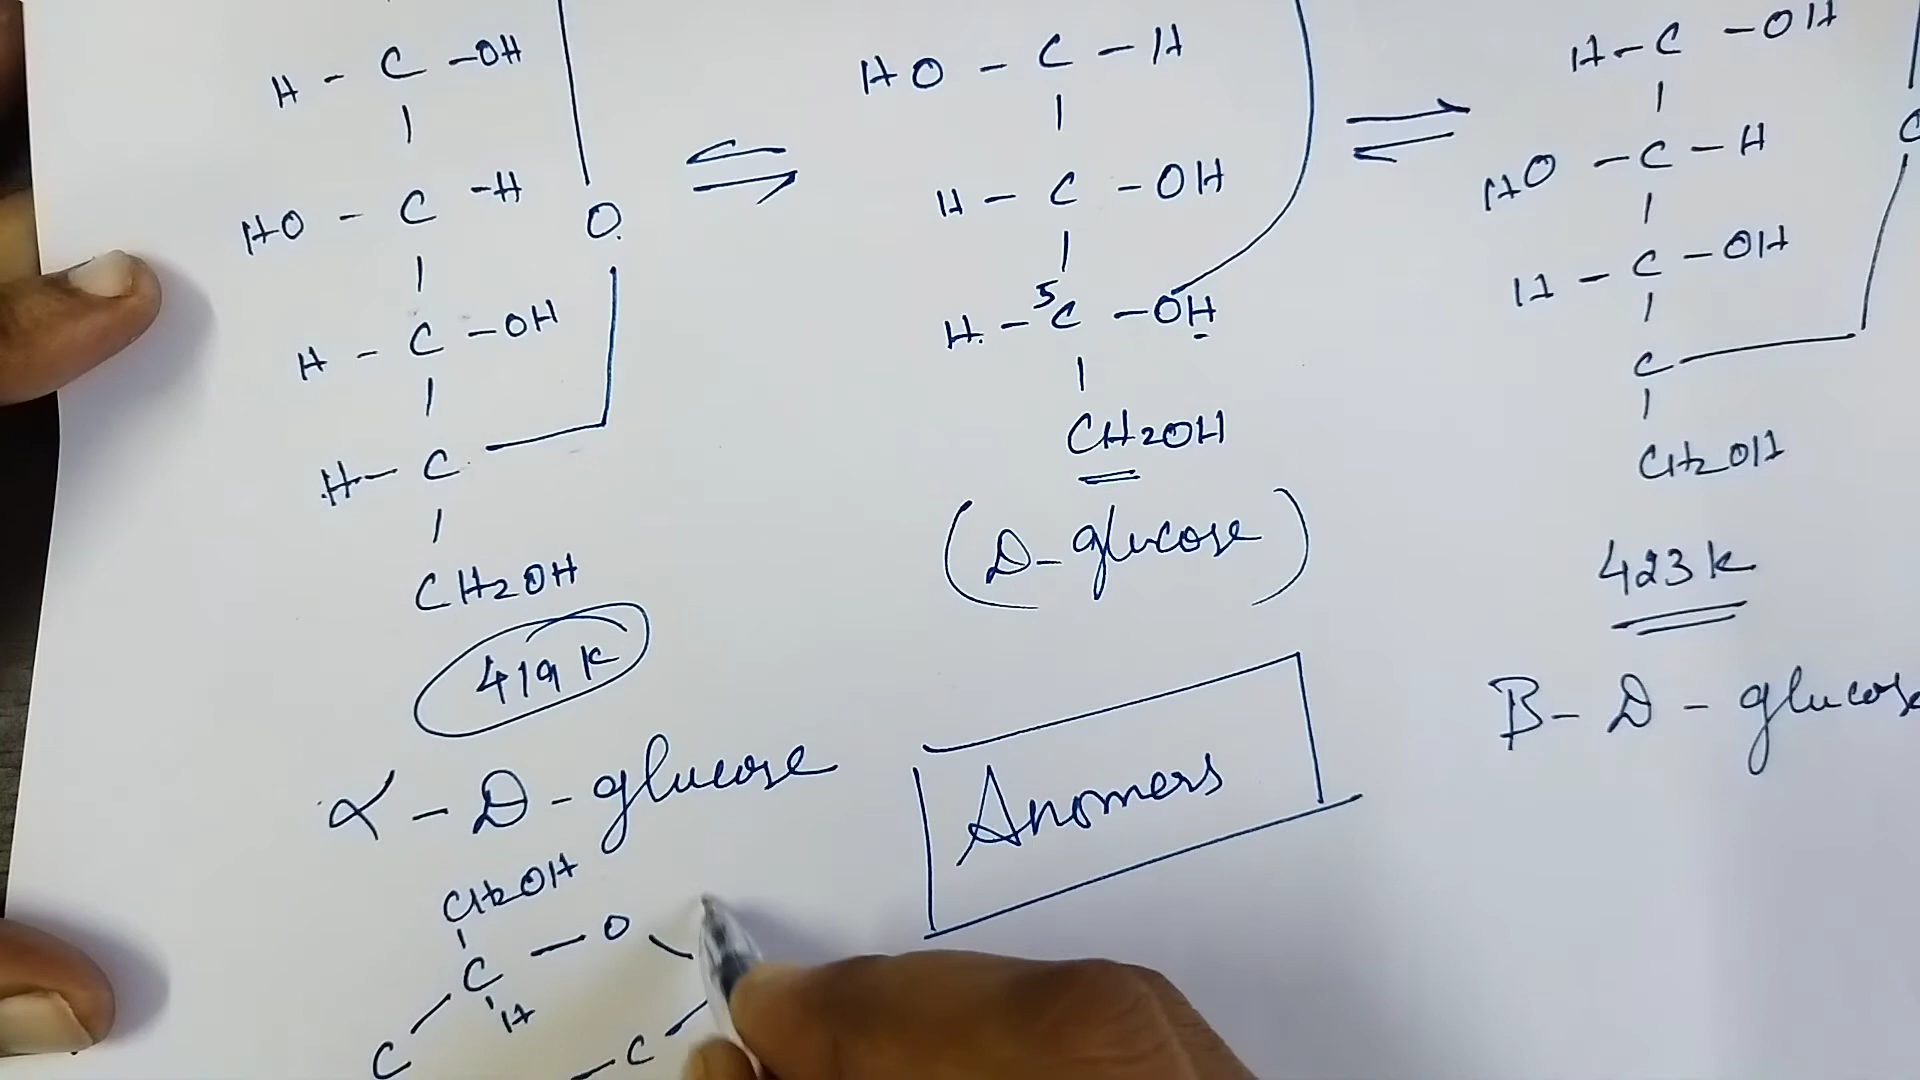 H - C - OH
|
HO - C - H
|
H - C - OH
|
H - C
|
CH2OH
O
419 K
α - D - glucose
HO - C - H
|
H - C - OH
|
H - 5C - OH
|
CH2OH
(D - glucose)
Anomers
H - C - OH
|
HO - C - H
|
H - C - OH
|
C
|
CH2OH
423 K
B - D - glucose
CH2OH
C - O
H
C
C